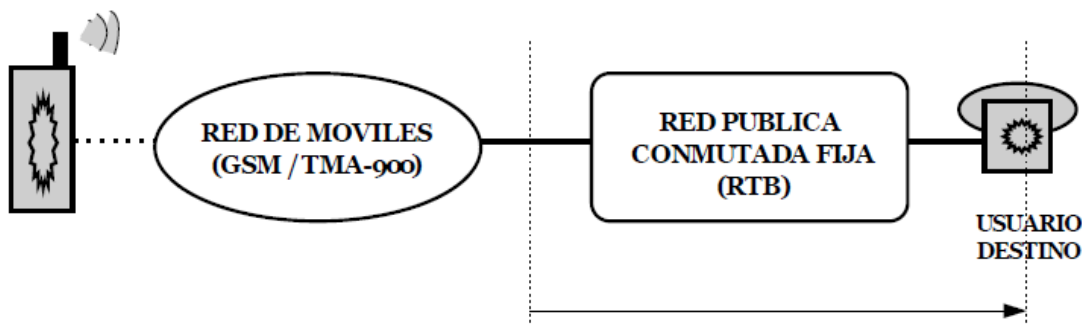 RED DE MOVILES
(GSM / TMA-900)
RED PUBLICA
CONMUTADA FIJA
(RTB)
USUARIO
DESTINO